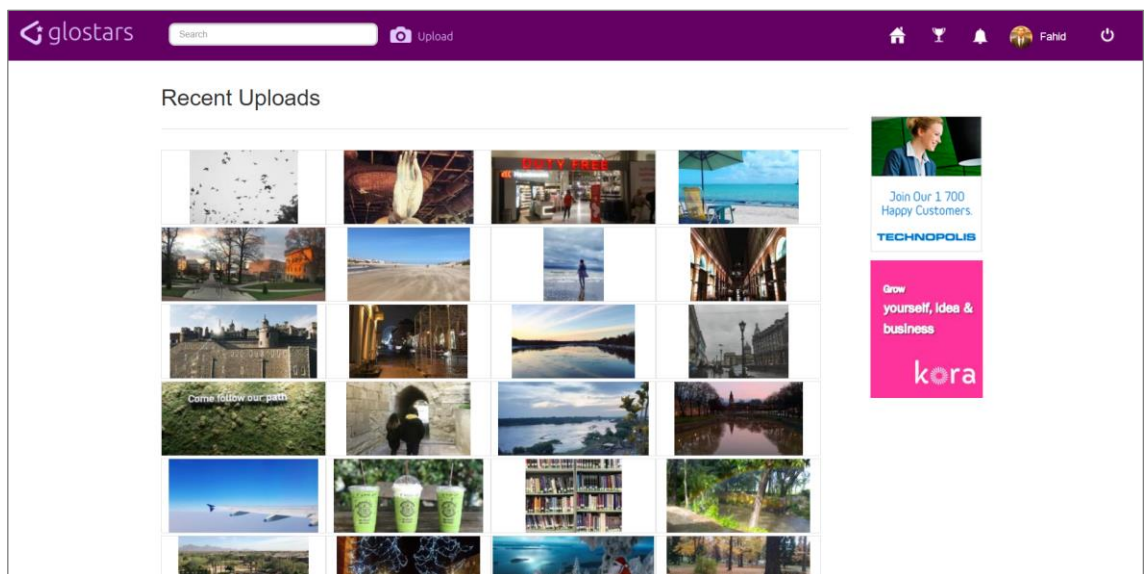 glostars
Search
Upload
Fahid
Recent Uploads
DUTY FREE
Join Our 1 700
Happy Customers.
TECHNOPOLIS
Grow
yourself, idea &
business
kora
Come follow our path